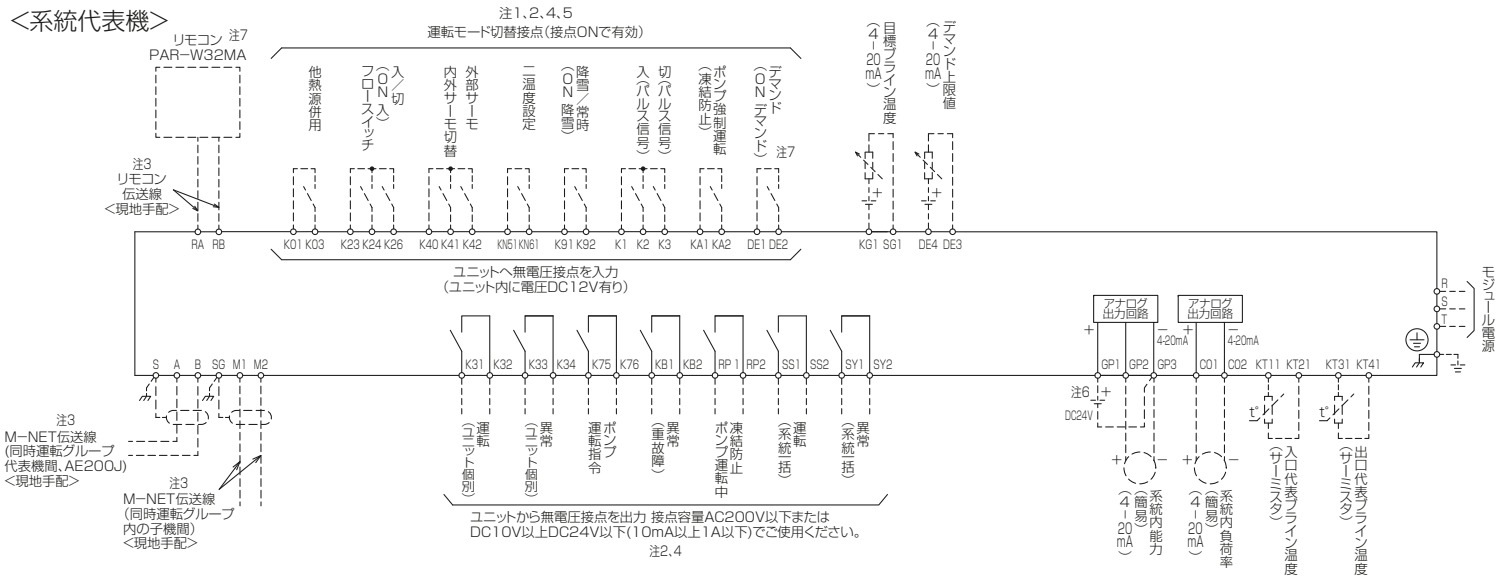 <系統代表機>
リモコン 注7
PAR-W32MA
注3
リモコン
伝送線
<現地手配>
注1、2、4、5
運転モード切替接点(接点ONで有効)
他熱源併用
入/切
(ON 入)
フロースイッチ
外部サーモ
内外サーモ切替
二温度設定
降雪/常時
(ON 降雪)
切(パルス信号)
入(パルス信号)
ポンプ強制運転
(凍結防止)
デマンド
(ON デマンド)
注7
目標ブライン温度
(4-20mA)
デマンド上限値
(4-20mA)
+
+
RA RB K01 K03 K23 K24 K26 K40 K41 K42 KN51 KN61 K91 K92 K1 K2 K3 KA1 KA2 DE1 DE2 KG1 SG1 DE4 DE3
ユニットへ無電圧接点を入力
(ユニット内に電圧DC12V有り)
R
S
T
モジュール電源
アナログ
出力回路
アナログ
出力回路
+ − 4-20mA + − 4-20mA
S A B SG M1 M2 K31 K32 K33 K34 K75 K76 KB1 KB2 RP1 RP2 SS1 SS2 SY1 SY2 GP1 GP2 GP3 CO1 CO2 KT11 KT21 KT31 KT41
注3
M-NET伝送線
(同時運転グループ
代表機間、AE200J)
<現地手配>
注3
M-NET伝送線
(同時運転グループ
内の子機間)
<現地手配>
運転
(ユニット個別)
異常
(ユニット個別)
ポンプ
運転指令
異常
(重故障)
凍結防止
ポンプ運転中
運転
(系統一括)
異常
(系統一括)
ユニットから無電圧接点を出力 接点容量AC200V以下または
DC10V以上DC24V以下(10mA以上1A以下)でご使用ください。
注2、4
注6
+
DC24V
+ −
系統内能力
(簡易)
(4-20mA)
+ −
系統内負荷率
(簡易)
(4-20mA)
t°
入口代表ブライン温度
(サーミスタ)
t°
出口代表ブライン温度
(サーミスタ)